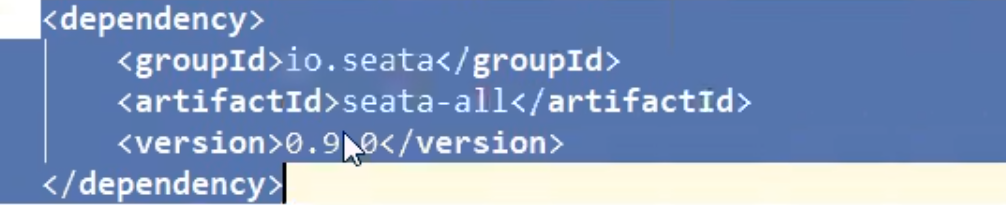 <dependency>
<groupId>io.seata</groupId>
<artifactId>seata-all</artifactId>
<version>0.9.0</version>
</dependency>